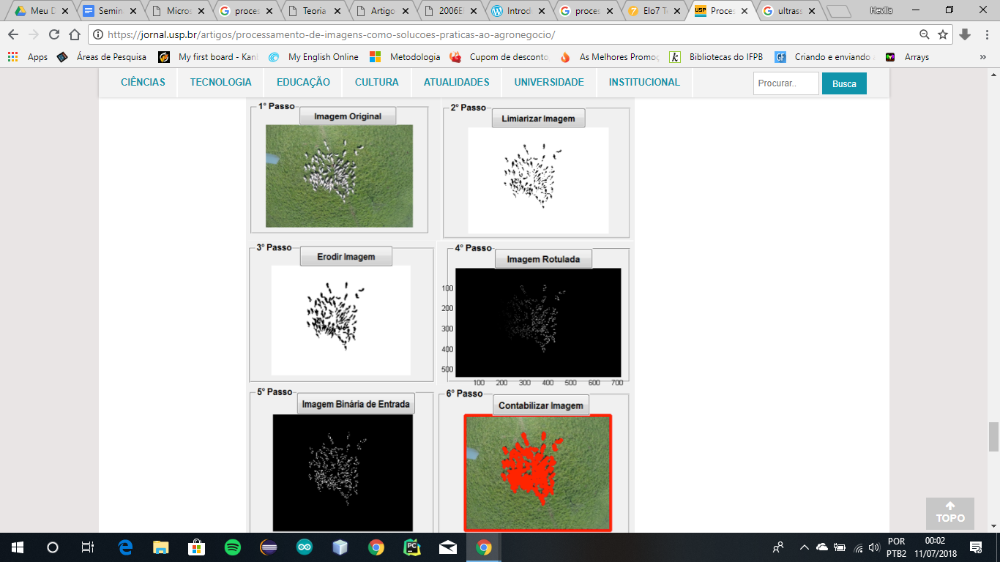 Meu D
Semin
Micros
proces
Teoria
Artigo
2006El
Introd
proces
Elo7 Te
Proces
ultrass
Hevila
https://jornal.usp.br/artigos/processamento-de-imagens-como-solucoes-praticas-ao-agronegocio/
Apps
Áreas de Pesquisa
My first board - Kan
My English Online
Metodologia
Cupom de desconto
As Melhores Promoç
Bibliotecas do IFPB
Criando e enviando
Arrays
»
CIÊNCIAS
TECNOLOGIA
EDUCAÇÃO
CULTURA
ATUALIDADES
UNIVERSIDADE
INSTITUCIONAL
Procurar..
Busca
1° Passo
Imagem Original
2° Passo
Limiarizar Imagem
3° Passo
Erodir Imagem
4° Passo
Imagem Rotulada
100
200
300
400
500
100 200 300 400 500 600 700
5° Passo
Imagem Binária de Entrada
6° Passo
Contabilizar Imagem
TOPO
POR
PTB2
00:02
11/07/2018